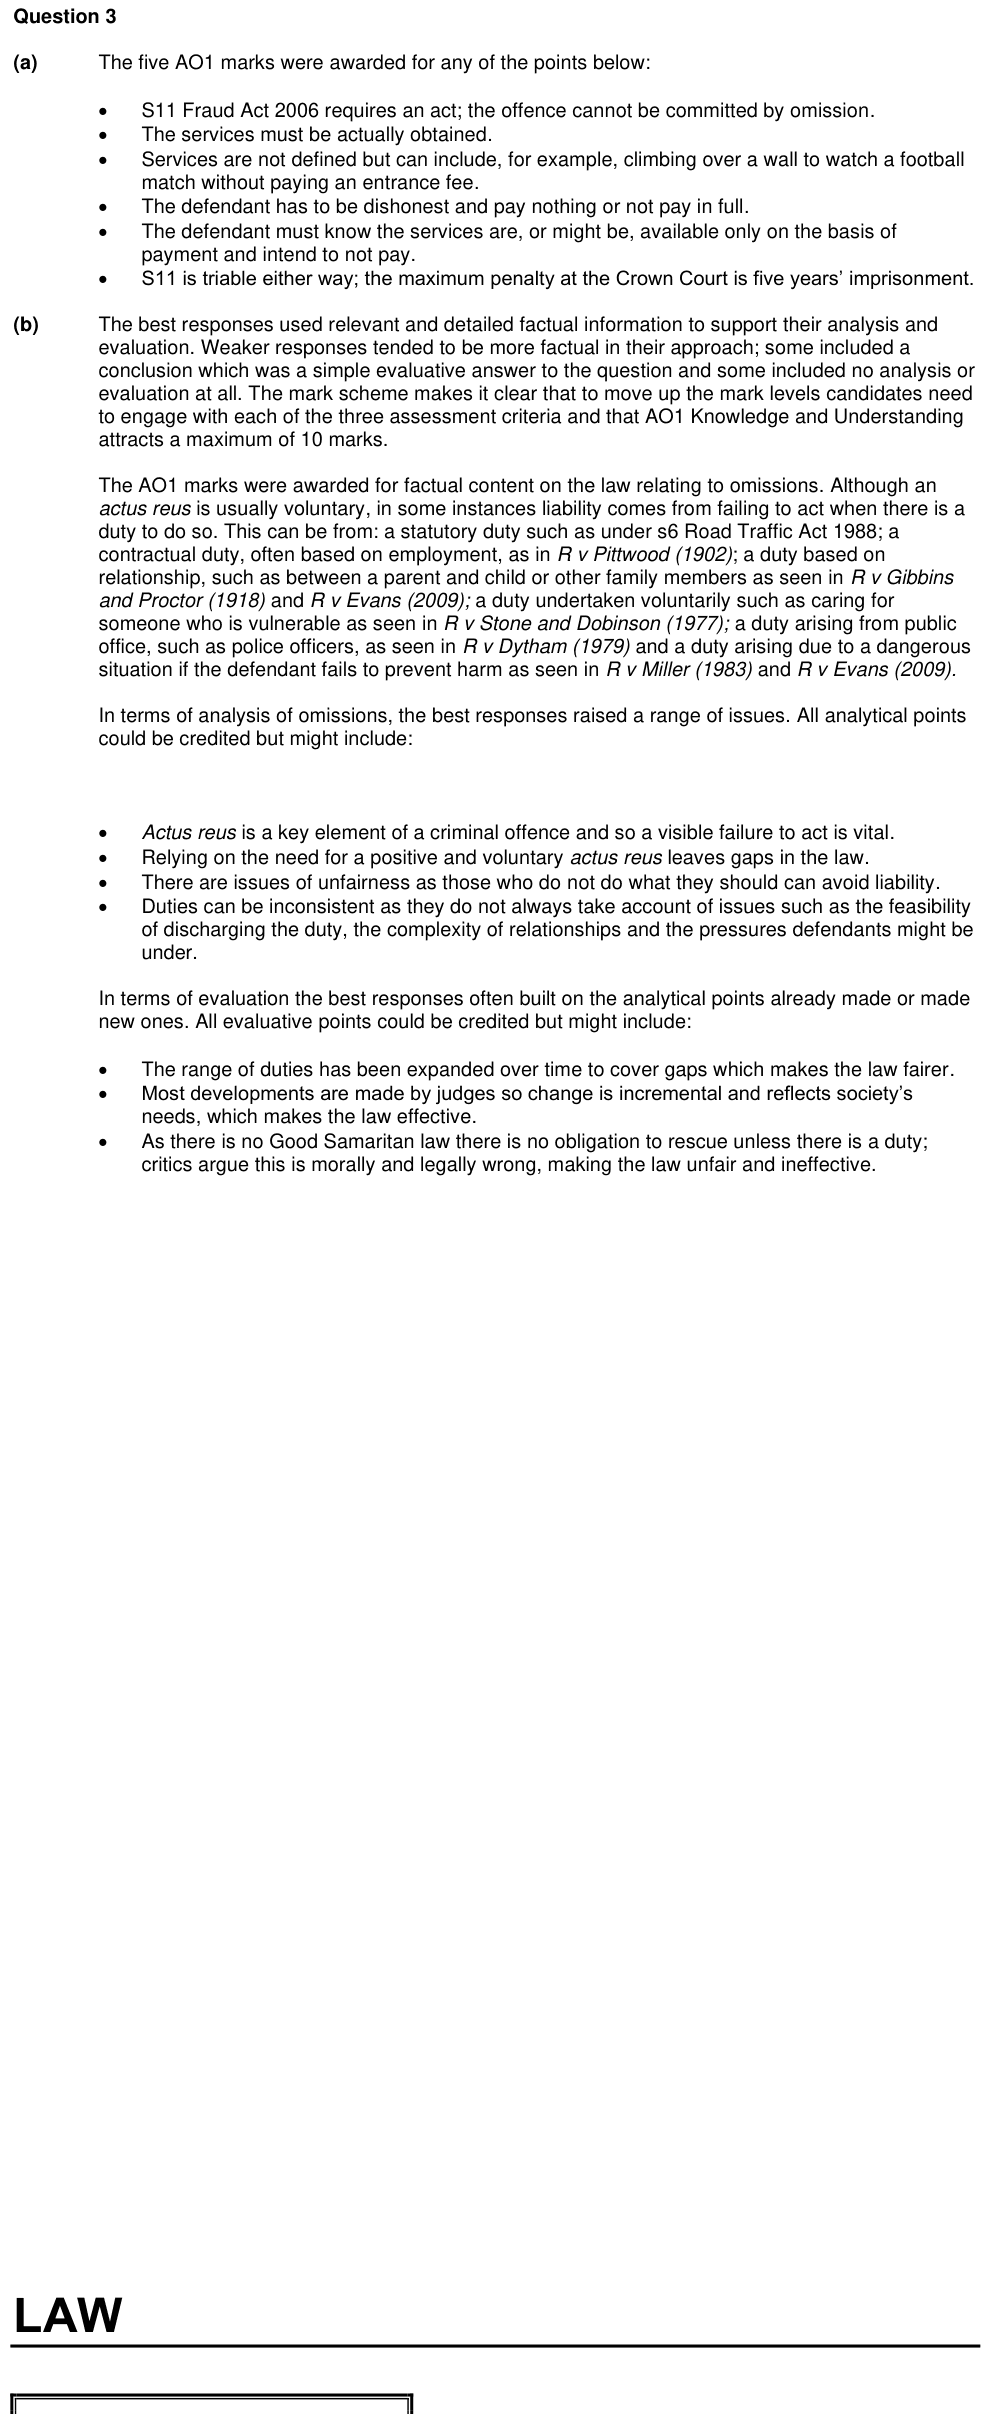 Question 3
(a) The five AO1 marks were awarded for any of the points below:
• S11 Fraud Act 2006 requires an act; the offence cannot be committed by omission.
• The services must be actually obtained.
• Services are not defined but can include, for example, climbing over a wall to watch a football
match without paying an entrance fee.
• The defendant has to be dishonest and pay nothing or not pay in full.
• The defendant must know the services are, or might be, available only on the basis of
payment and intend to not pay.
• S11 is triable either way; the maximum penalty at the Crown Court is five years’ imprisonment.
(b) The best responses used relevant and detailed factual information to support their analysis and
evaluation. Weaker responses tended to be more factual in their approach; some included a
conclusion which was a simple evaluative answer to the question and some included no analysis or
evaluation at all. The mark scheme makes it clear that to move up the mark levels candidates need
to engage with each of the three assessment criteria and that AO1 Knowledge and Understanding
attracts a maximum of 10 marks.
The AO1 marks were awarded for factual content on the law relating to omissions. Although an
actus reus is usually voluntary, in some instances liability comes from failing to act when there is a
duty to do so. This can be from: a statutory duty such as under s6 Road Traffic Act 1988; a
contractual duty, often based on employment, as in R v Pittwood (1902); a duty based on
relationship, such as between a parent and child or other family members as seen in R v Gibbins
and Proctor (1918) and R v Evans (2009); a duty undertaken voluntarily such as caring for
someone who is vulnerable as seen in R v Stone and Dobinson (1977); a duty arising from public
office, such as police officers, as seen in R v Dytham (1979) and a duty arising due to a dangerous
situation if the defendant fails to prevent harm as seen in R v Miller (1983) and R v Evans (2009).
In terms of analysis of omissions, the best responses raised a range of issues. All analytical points
could be credited but might include:
• Actus reus is a key element of a criminal offence and so a visible failure to act is vital.
• Relying on the need for a positive and voluntary actus reus leaves gaps in the law.
• There are issues of unfairness as those who do not do what they should can avoid liability.
• Duties can be inconsistent as they do not always take account of issues such as the feasibility
of discharging the duty, the complexity of relationships and the pressures defendants might be
under.
In terms of evaluation the best responses often built on the analytical points already made or made
new ones. All evaluative points could be credited but might include:
• The range of duties has been expanded over time to cover gaps which makes the law fairer.
• Most developments are made by judges so change is incremental and reflects society’s
needs, which makes the law effective.
• As there is no Good Samaritan law there is no obligation to rescue unless there is a duty;
critics argue this is morally and legally wrong, making the law unfair and ineffective.
LAW